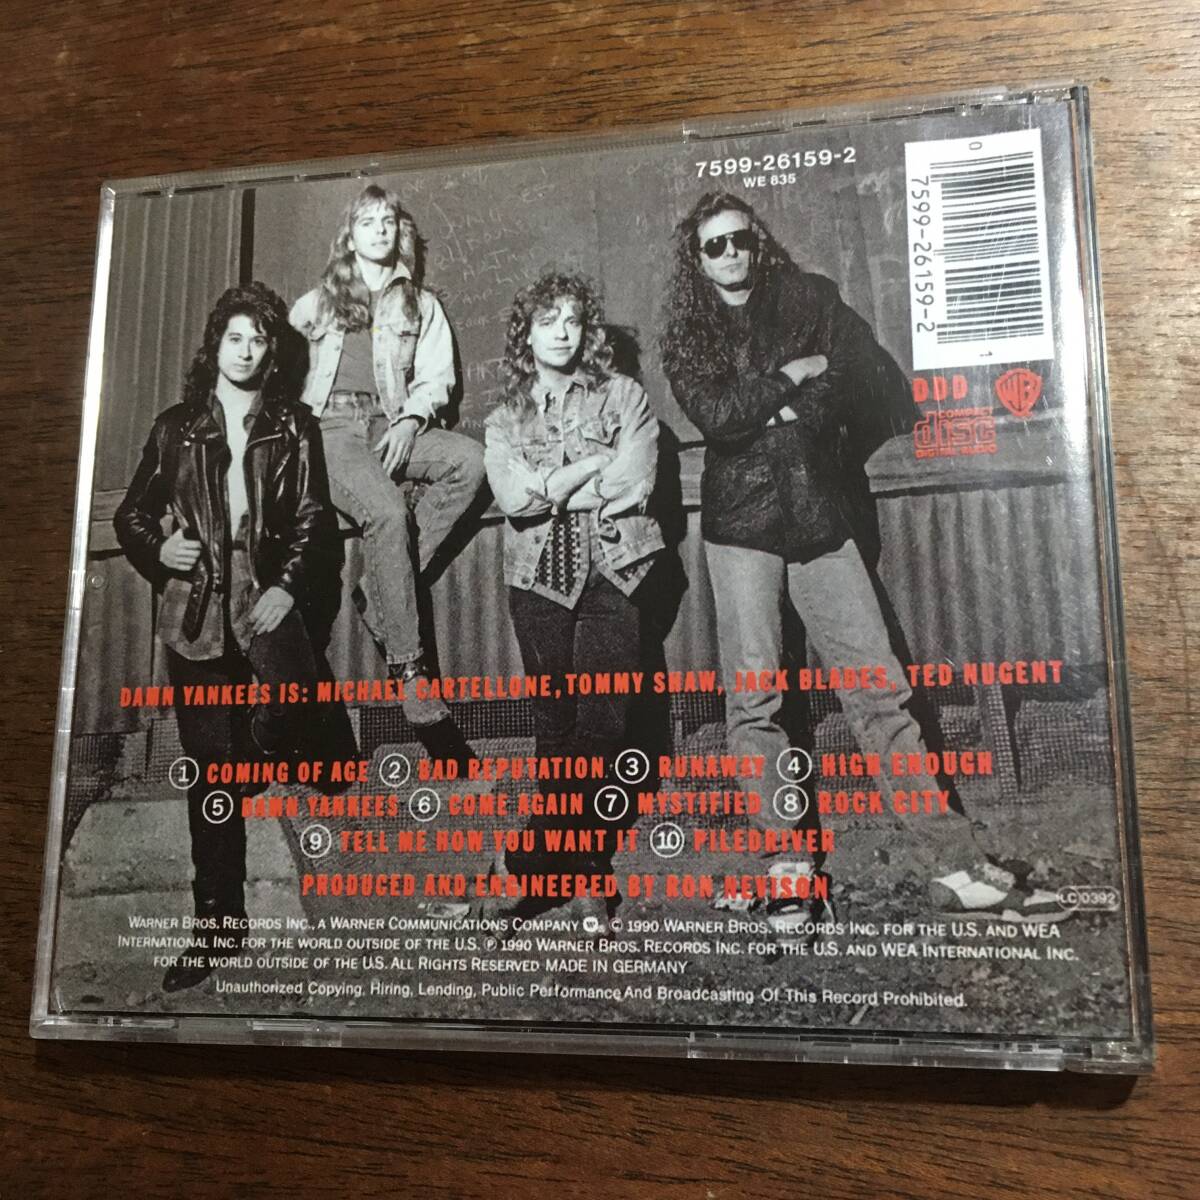 7599-26159-2
WE 835
0
7599-26159-2
1
DDD
WB
COMPACT
disc
DIGITAL AUDIO
DAMN YANKEES IS: MICHAEL CARTELLONE, TOMMY SHAW, JACK BLADES, TED NUGENT
1 COMING OF AGE 2 BAD REPUTATION 3 RUNAWAY 4 HIGH ENOUGH
5 DAMN YANKEES 6 COME AGAIN 7 MYSTIFIED 8 ROCK CITY
9 TELL ME HOW YOU WANT IT 10 PILEDRIVER
PRODUCED AND ENGINEERED BY RON NEVISON
LC 0392
WARNER BROS. RECORDS INC., A WARNER COMMUNICATIONS COMPANY © 1990 WARNER BROS. RECORDS INC. FOR THE U.S. AND WEA
INTERNATIONAL INC. FOR THE WORLD OUTSIDE OF THE U.S. ℗ 1990 WARNER BROS. RECORDS INC. FOR THE U.S. AND WEA INTERNATIONAL INC.
FOR THE WORLD OUTSIDE OF THE U.S. ALL RIGHTS RESERVED MADE IN GERMANY
Unauthorized Copying, Hiring, Lending, Public Performance And Broadcasting Of This Record Prohibited.